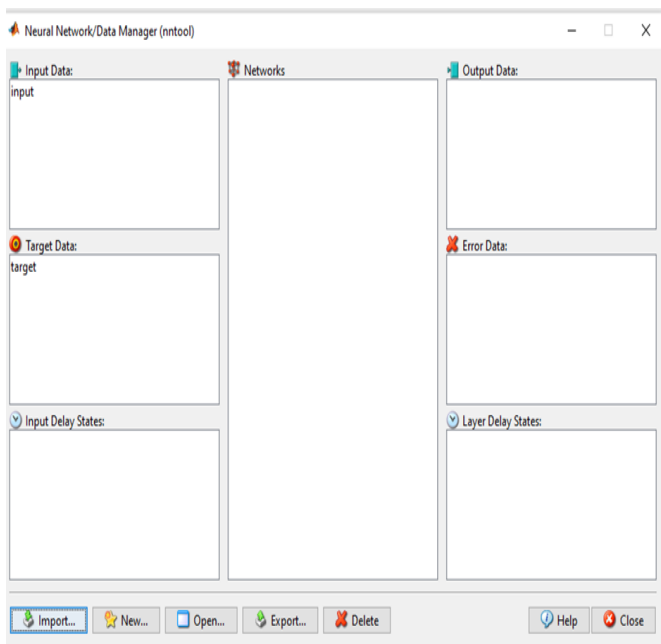 Neural Network/Data Manager (nntool)
Input Data:
input
Networks
Output Data:
Target Data:
target
Error Data:
Input Delay States:
Layer Delay States:
Import...
New...
Open...
Export...
Delete
Help
Close